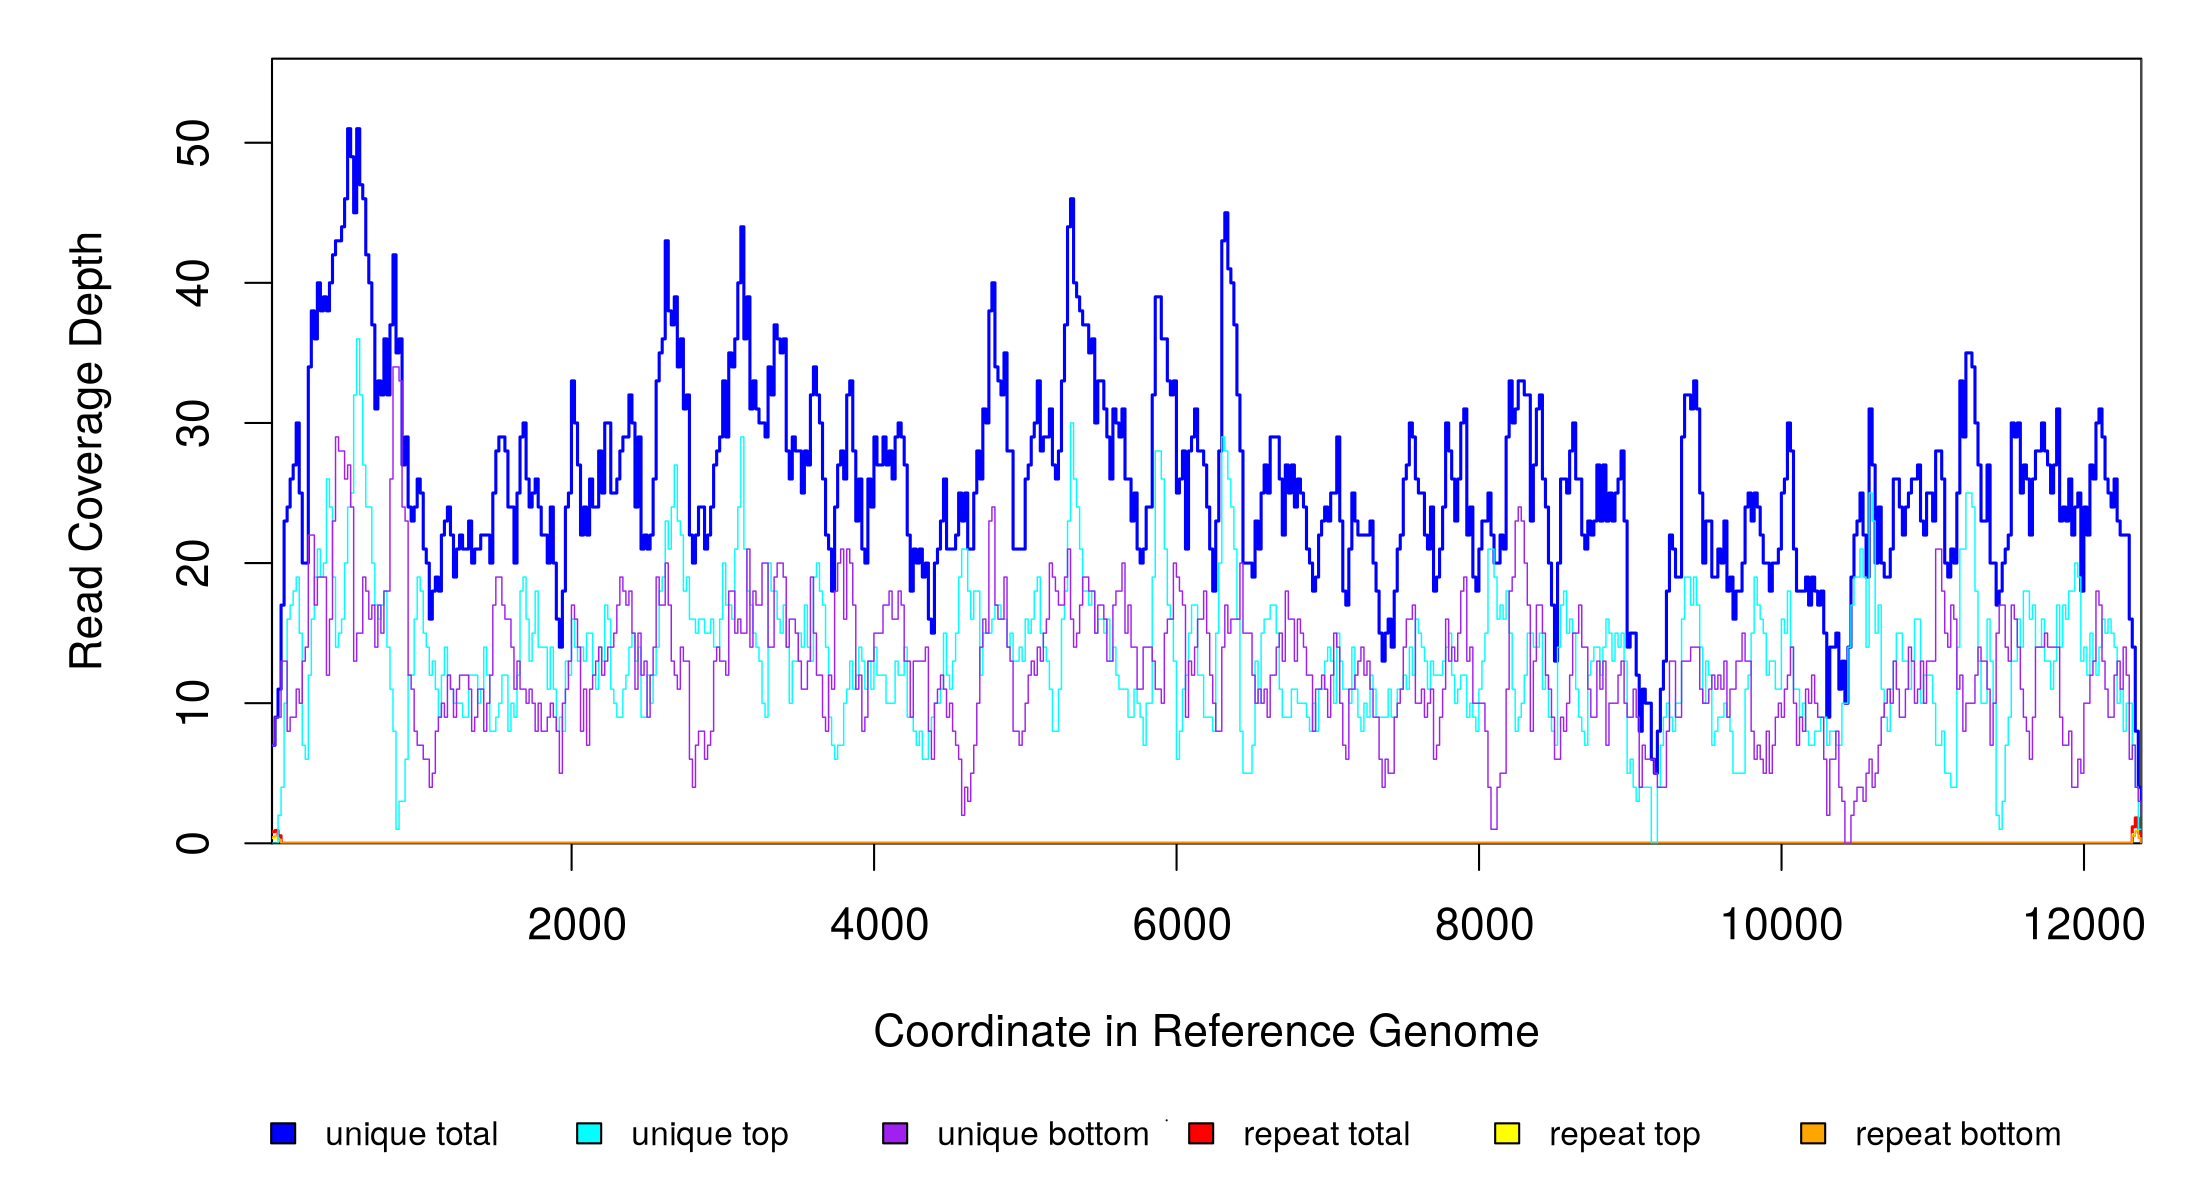 Read Coverage Depth
50
40
30
20
10
0
2000 4000 6000 8000 10000 12000
Coordinate in Reference Genome
unique total unique top unique bottom repeat total repeat top repeat bottom